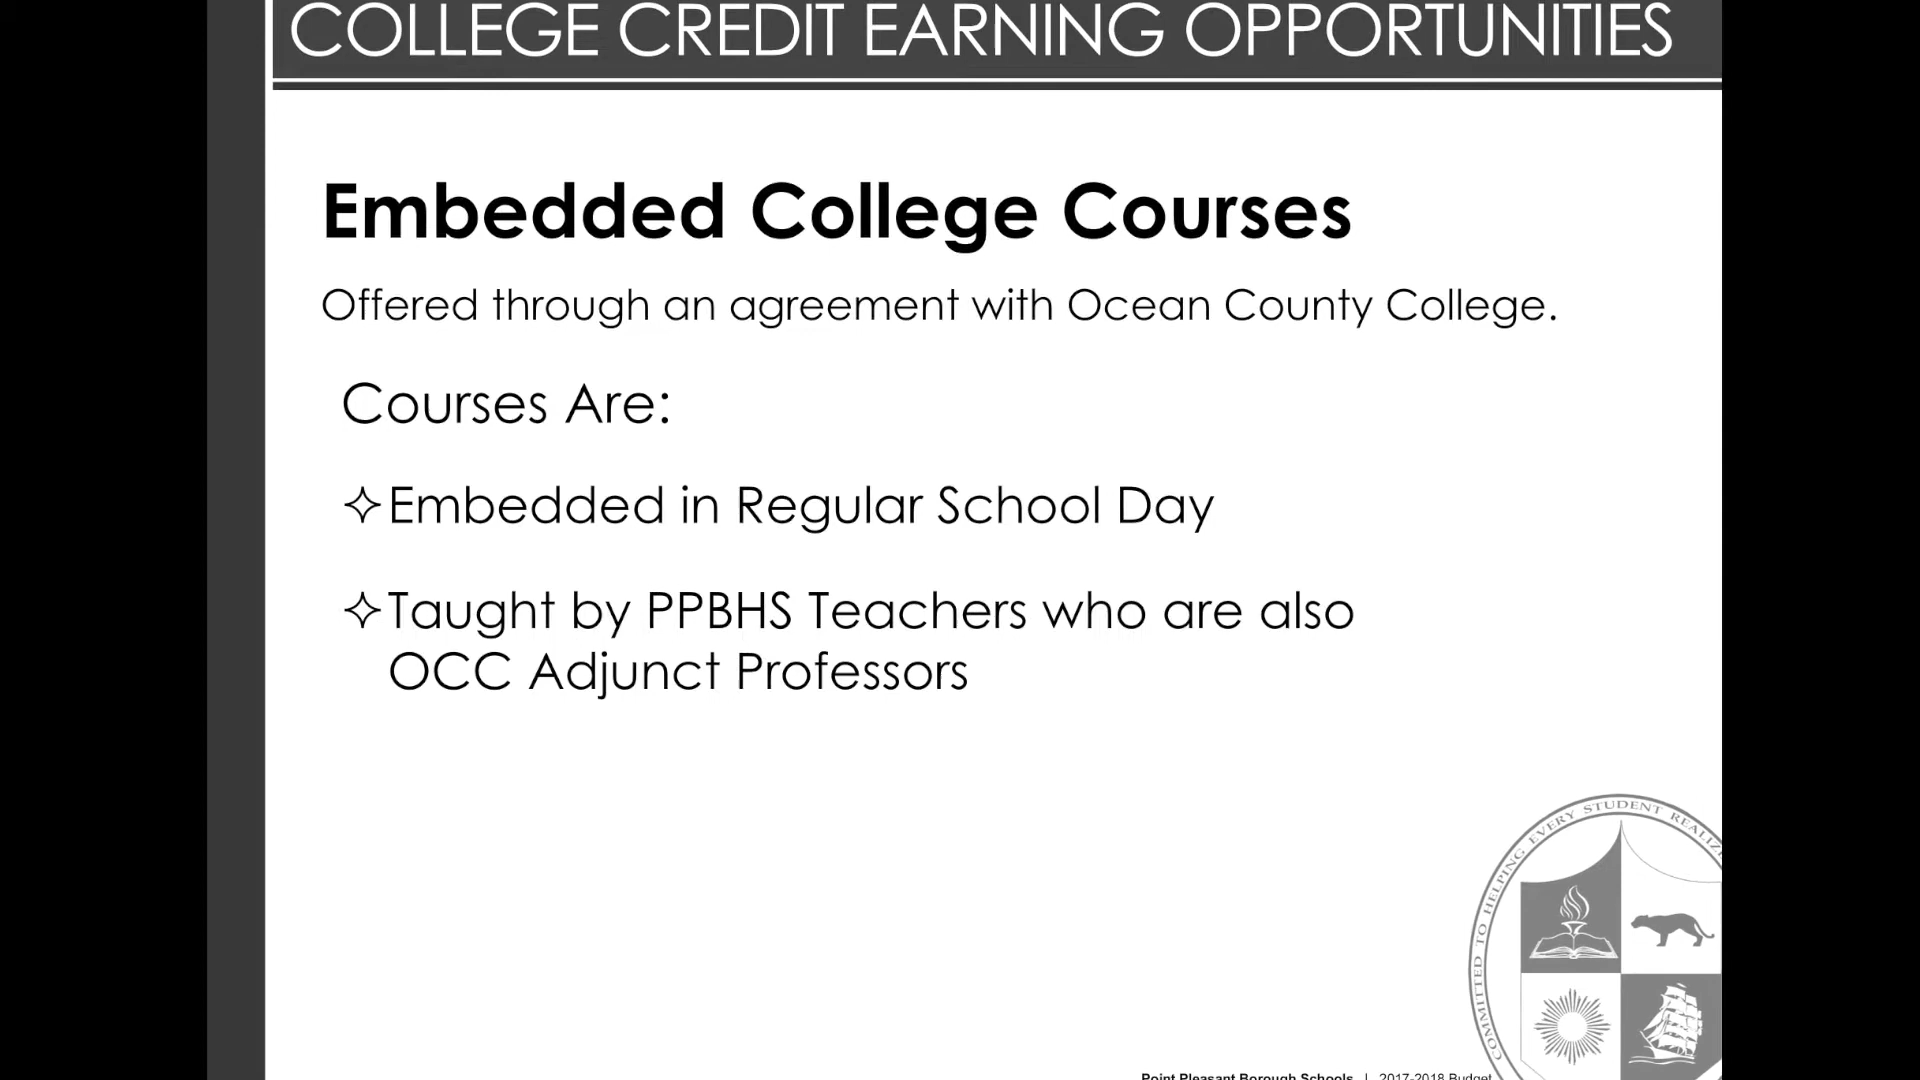 COLLEGE CREDIT EARNING OPPORTUNITIES
Embedded College Courses
Offered through an agreement with Ocean County College.
Courses Are:
✧Embedded in Regular School Day
✧Taught by PPBHS Teachers who are also
OCC Adjunct Professors
COMMITTED TO HELPING EVERY STUDENT
Point Pleasant Borough Schools | 2017-2018 Budget